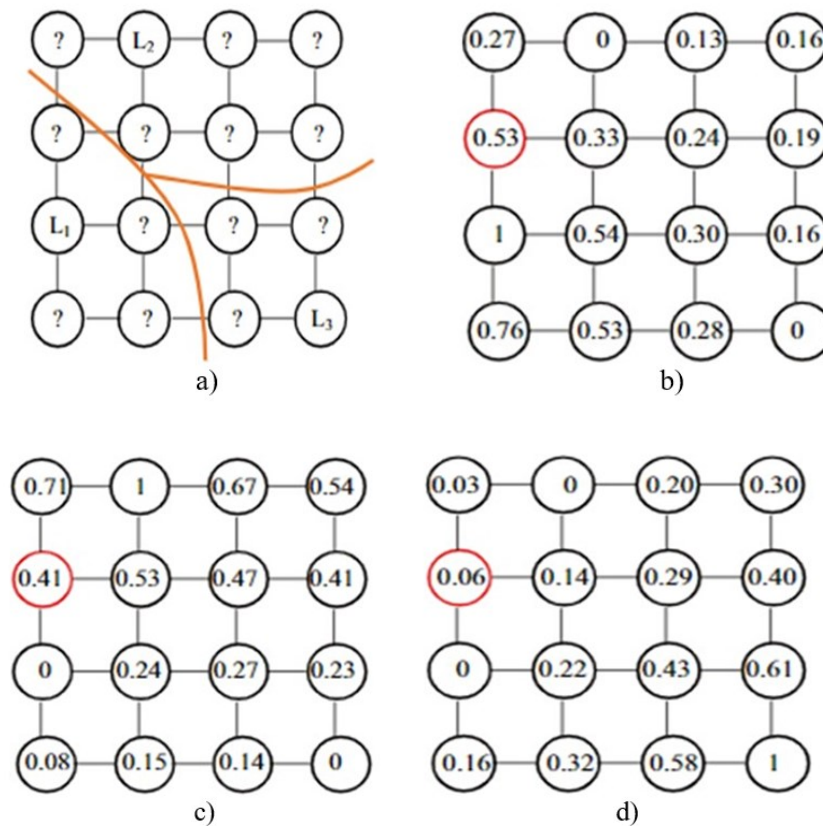 ? L2 ? ?
? ? ? ?
L1 ? ? ?
? ? ? L3
a)
0.27 0 0.13 0.16
0.53 0.33 0.24 0.19
1 0.54 0.30 0.16
0.76 0.53 0.28 0
b)
0.71 1 0.67 0.54
0.41 0.53 0.47 0.41
0 0.24 0.27 0.23
0.08 0.15 0.14 0
c)
0.03 0 0.20 0.30
0.06 0.14 0.29 0.40
0 0.22 0.43 0.61
0.16 0.32 0.58 1
d)